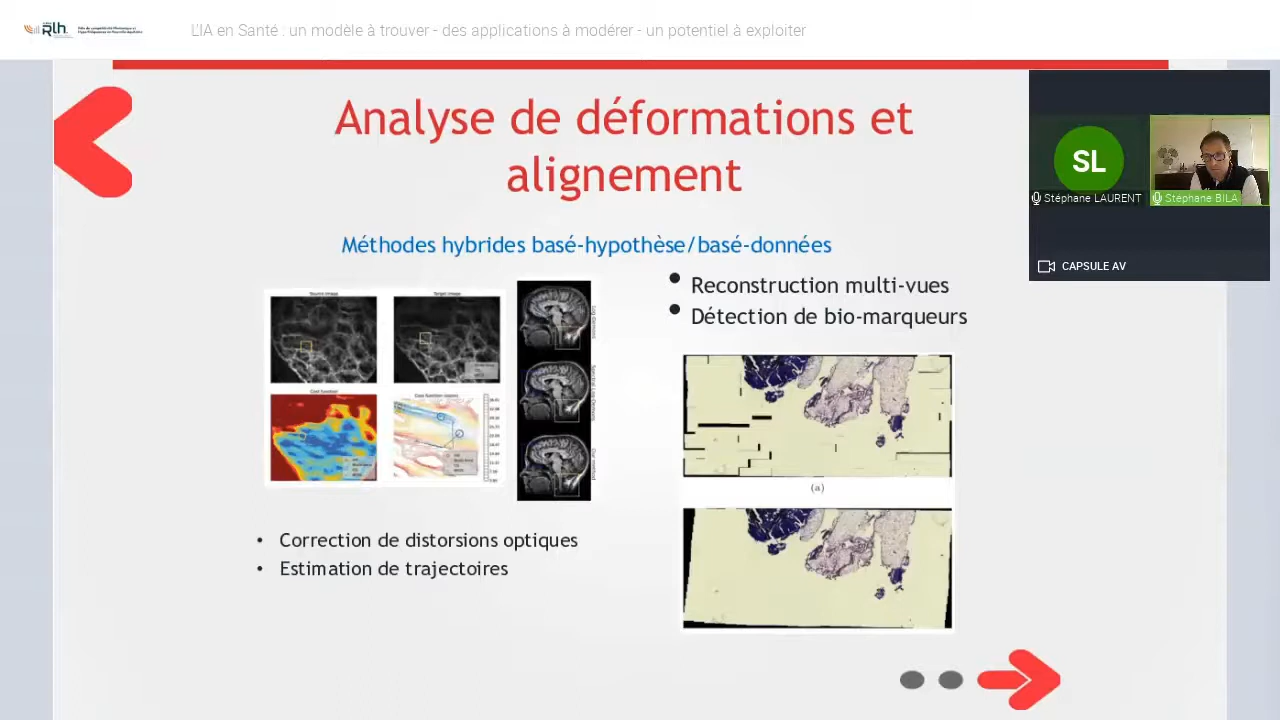 L'IA en Santé : un modèle à trouver - des applications à modérer - un potentiel à exploiter
Analyse de déformations et
alignement
SL
Stéphane LAURENT
Stéphane BILA
CAPSULE AV
Méthodes hybrides basé-hypothèse/basé-données
• Reconstruction multi-vues
• Détection de bio-marqueurs
Target image
(a)
• Correction de distorsions optiques
• Estimation de trajectoires